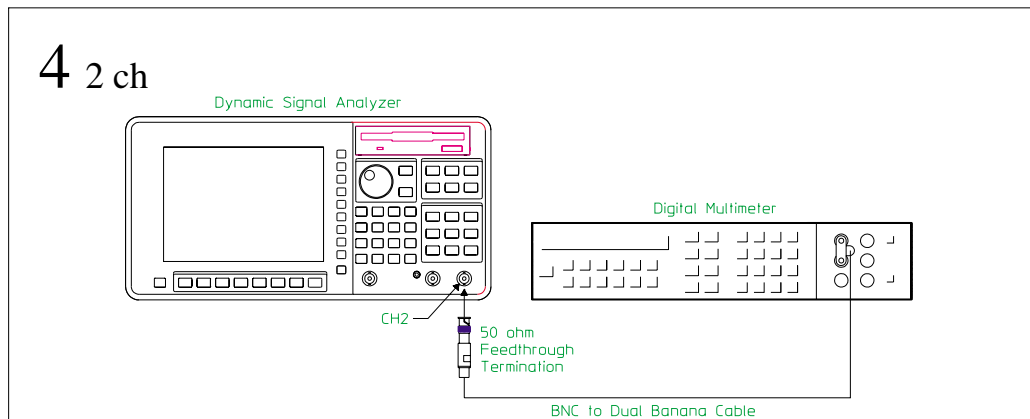 4 2 ch
Dynamic Signal Analyzer
Digital Multimeter
CH2
50 ohm
Feedthrough
Termination
BNC to Dual Banana Cable